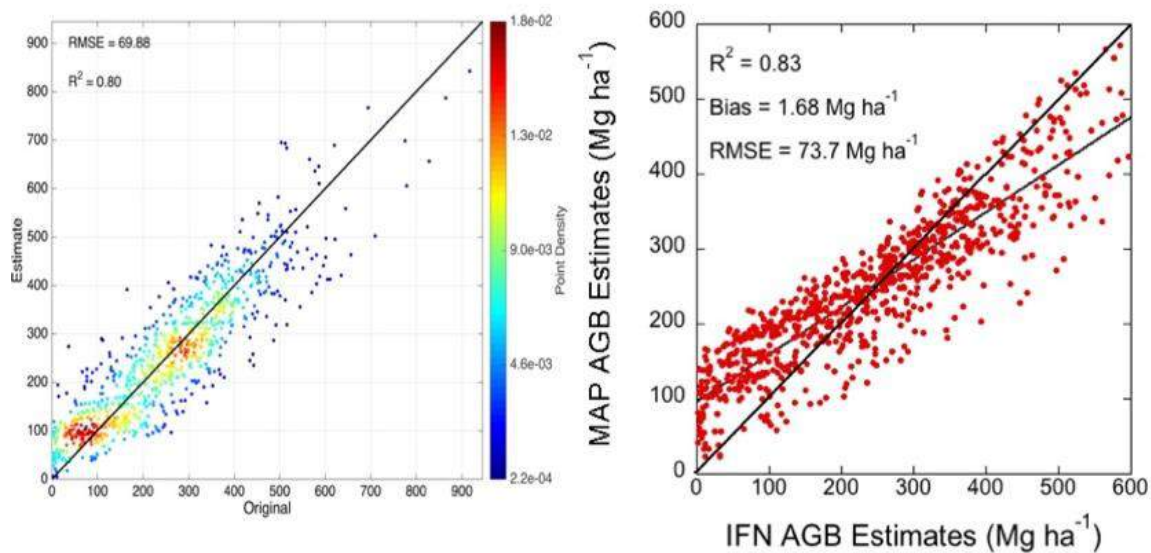 RMSE = 69.88
R² = 0.80
900
800
700
600
500
400
300
200
100
0
Estimate
0 100 200 300 400 500 600 700 800 900
Original
1.8e-02
1.3e-02
9.0e-03
4.6e-03
2.2e-04
Point Density
MAP AGB Estimates (Mg ha⁻¹)
600
500
400
300
200
100
0
R² = 0.83
Bias = 1.68 Mg ha⁻¹
RMSE = 73.7 Mg ha⁻¹
0 100 200 300 400 500 600
IFN AGB Estimates (Mg ha⁻¹)